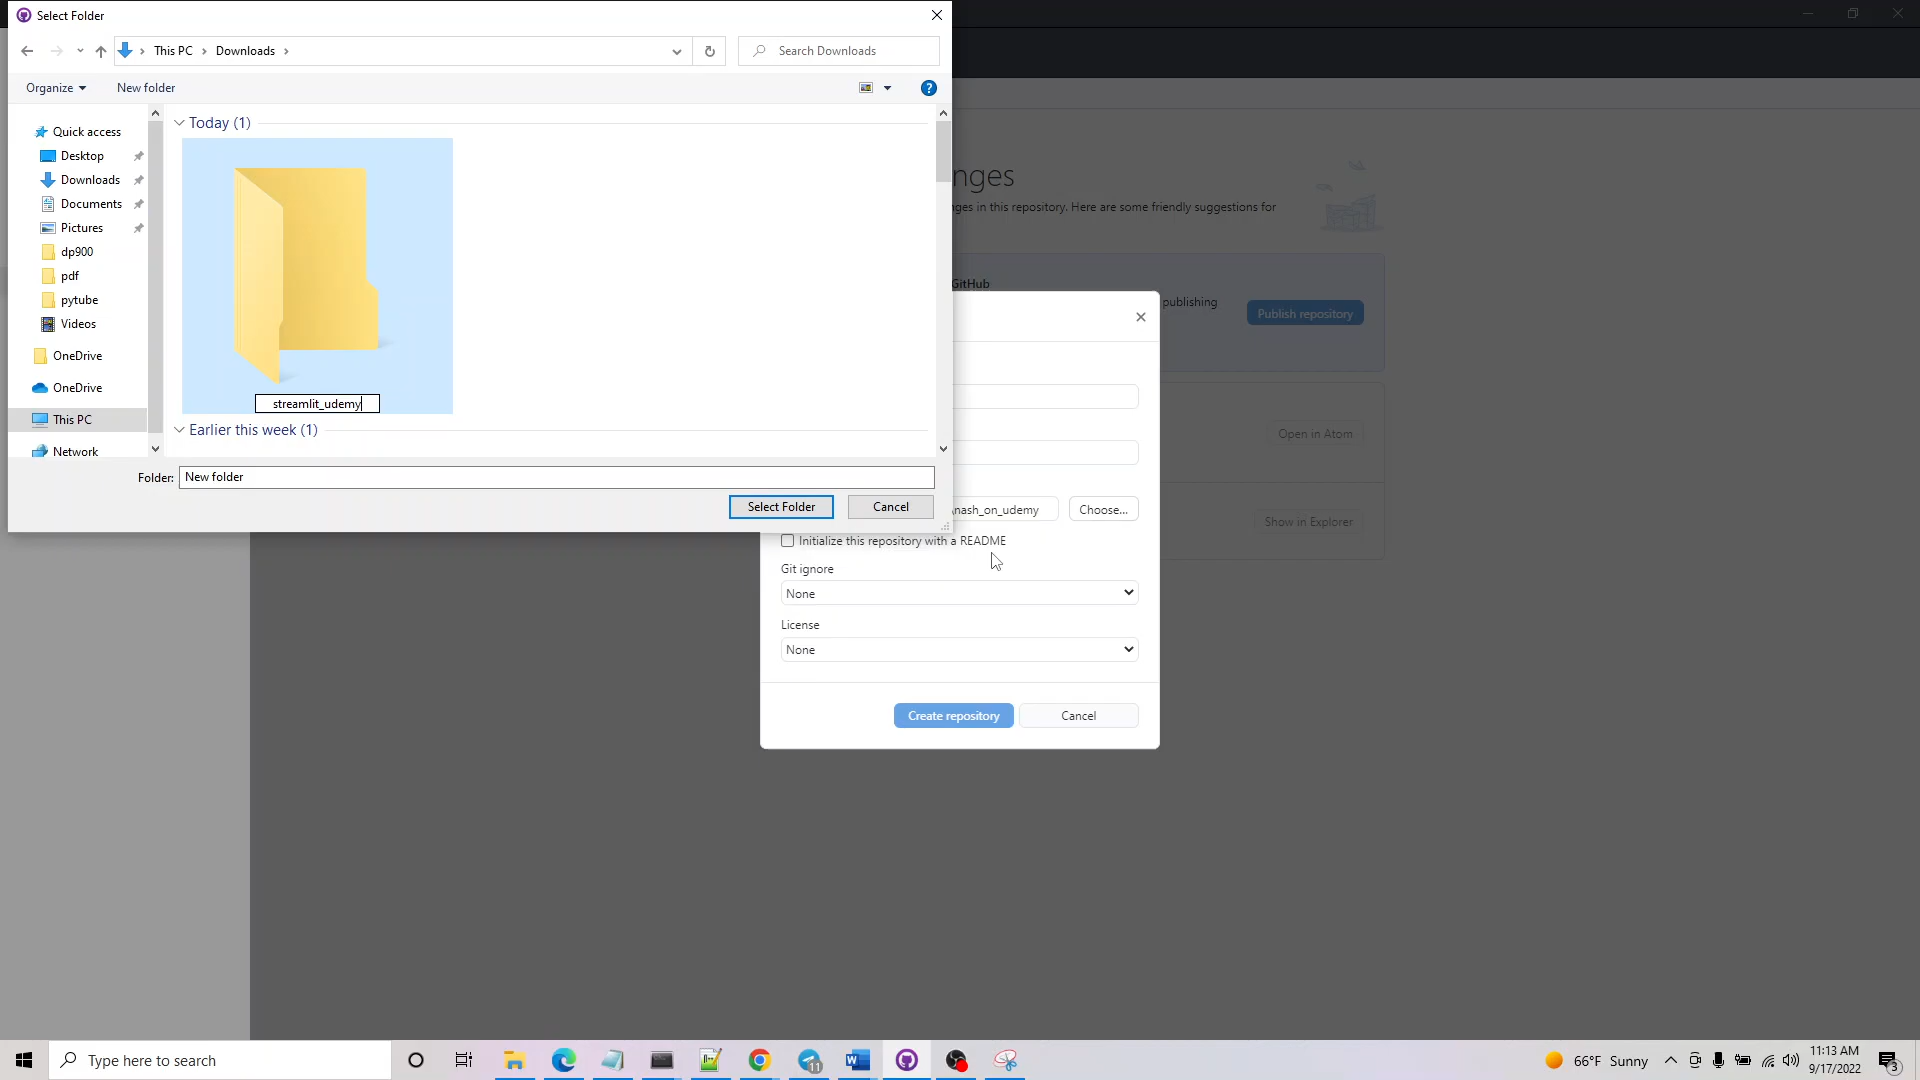 Select Folder
This PC
Downloads
Search Downloads
Organize
New folder
Today (1)
Quick access
Desktop
Downloads
Documents
Pictures
dp900
pdf
pytube
Videos
OneDrive
OneDrive
This PC
Network
streamlit_udemy
Earlier this week (1)
Folder: New folder
Select Folder
Cancel
nges
ges in this repository. Here are some friendly suggestions for
GitHub
publishing
Publish repository
Open in Atom
\nash_on_udemy
Choose...
Show in Explorer
Initialize this repository with a README
Git ignore
None
License
None
Create repository
Cancel
Type here to search
11
66°F Sunny
11:13 AM
9/17/2022
3